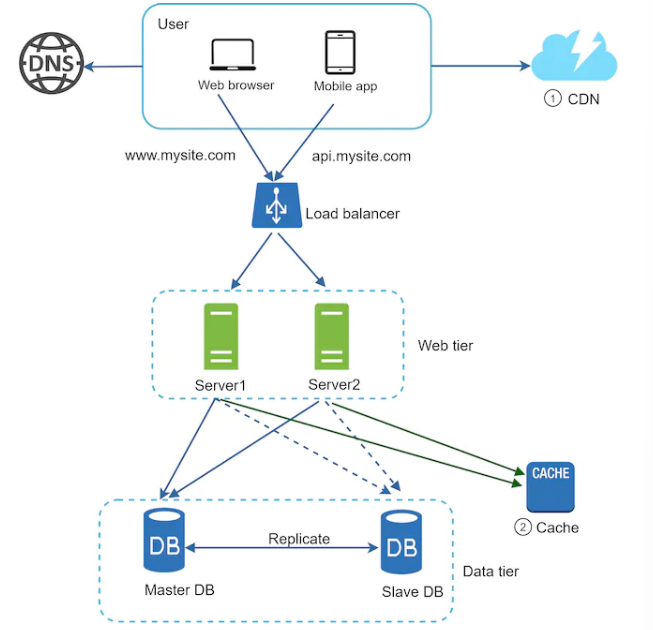 User
DNS
Web browser
Mobile app
① CDN
www.mysite.com
api.mysite.com
Load balancer
Web tier
Server1
Server2
CACHE
② Cache
DB
Replicate
DB
Data tier
Master DB
Slave DB